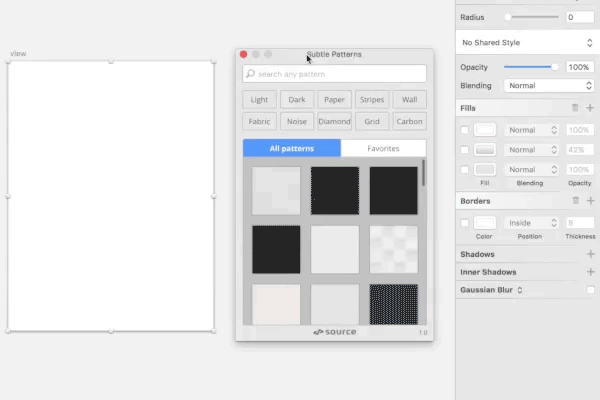 view
Subtle Patterns
search any pattern
Light Dark Paper Stripes Wall
Fabric Noise Diamond Grid Carbon
All patterns Favorites
</> source 1.0
Radius 0
No Shared Style
Opacity 100%
Blending Normal
Fills
Normal 100%
Normal 42%
Normal 100%
Fill Blending Opacity
Borders
Inside 8
Color Position Thickness
Shadows
Inner Shadows
Gaussian Blur